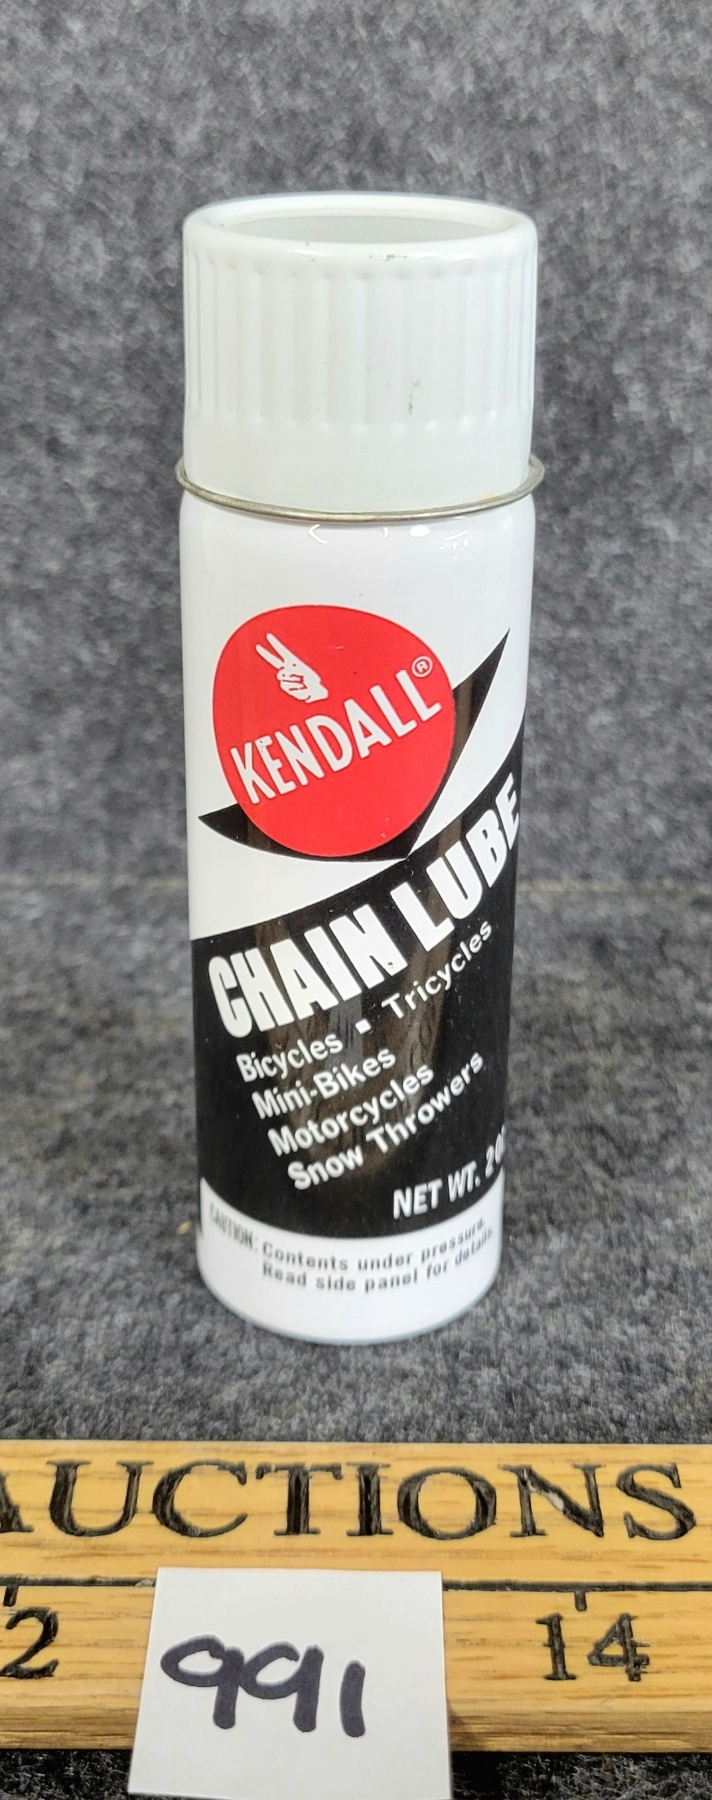 KENDALL®
CHAIN LUBE
Bicycles ▪ Tricycles
Mini-Bikes
Motorcycles
Snow Throwers
NET WT.
CAUTION: Contents under pressure.
Read side panel for details.
AUCTIONS
2 14
991